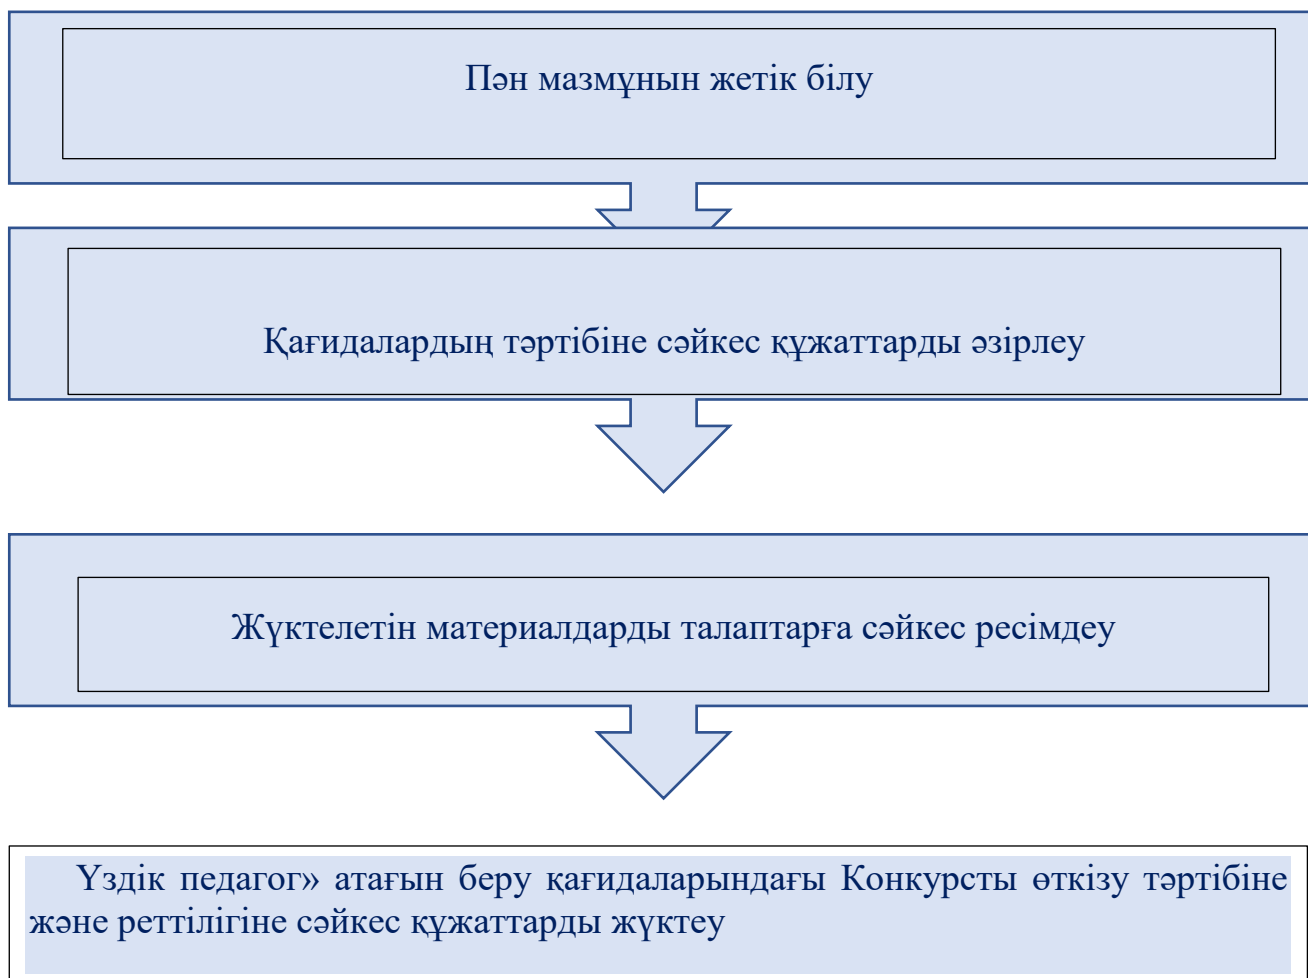 Пән мазмұнын жетік білу
Қағидалардың тәртібіне сәйкес құжаттарды әзірлеу
Жүктелетін материалдарды талаптарға сәйкес ресімдеу
Үздік педагог» атағын беру қағидаларындағы Конкурсты өткізу тәртібіне
және реттілігіне сәйкес құжаттарды жүктеу